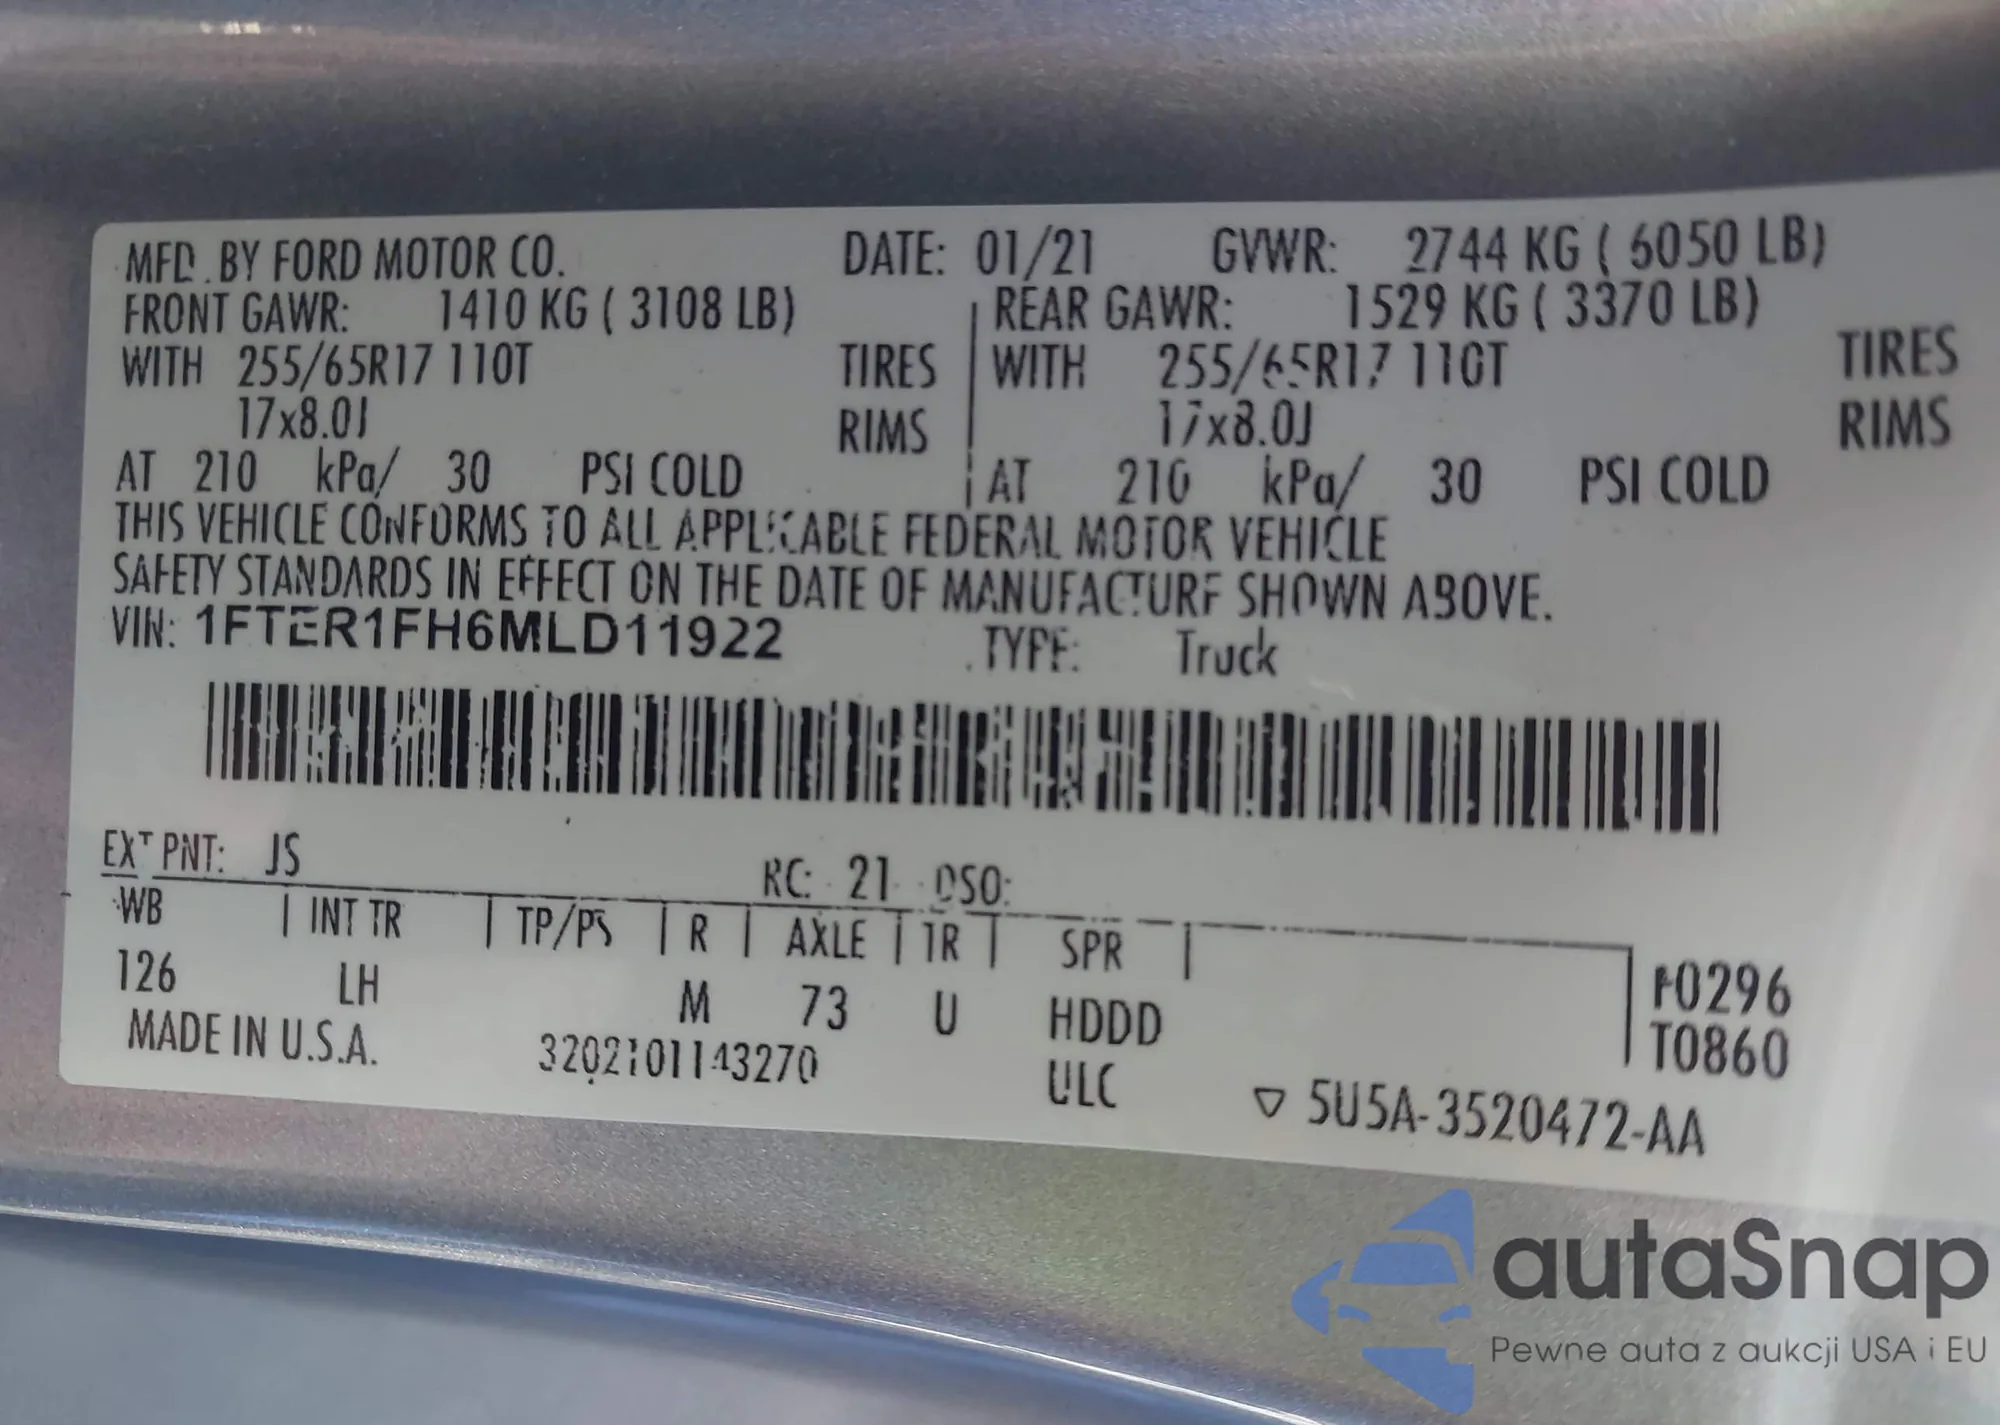 MFD. BY FORD MOTOR CO. DATE: 01/21 GVWR: 2744 KG ( 6050 LB)
FRONT GAWR: 1410 KG ( 3108 LB) REAR GAWR: 1529 KG ( 3370 LB)
WITH 255/65R17 110T TIRES WITH 255/65R17 110T TIRES
17x8.0J RIMS 17x8.0J RIMS
AT 210 kPa/ 30 PSI COLD AT 210 kPa/ 30 PSI COLD
THIS VEHICLE CONFORMS TO ALL APPLICABLE FEDERAL MOTOR VEHICLE
SAFETY STANDARDS IN EFFECT ON THE DATE OF MANUFACTURE SHOWN ABOVE.
VIN: 1FTER1FH6MLD11922 TYPE: Truck
EXT PNT: JS RC: 21 DSO:
WB INT TR TP/PS R AXLE TR SPR
126 LH M 73 U HDDD F0296
MADE IN U.S.A. 3202101143270 ULC T0860
5U5A-3520472-AA
autaSnap
Pewne auta z aukcji USA i EU